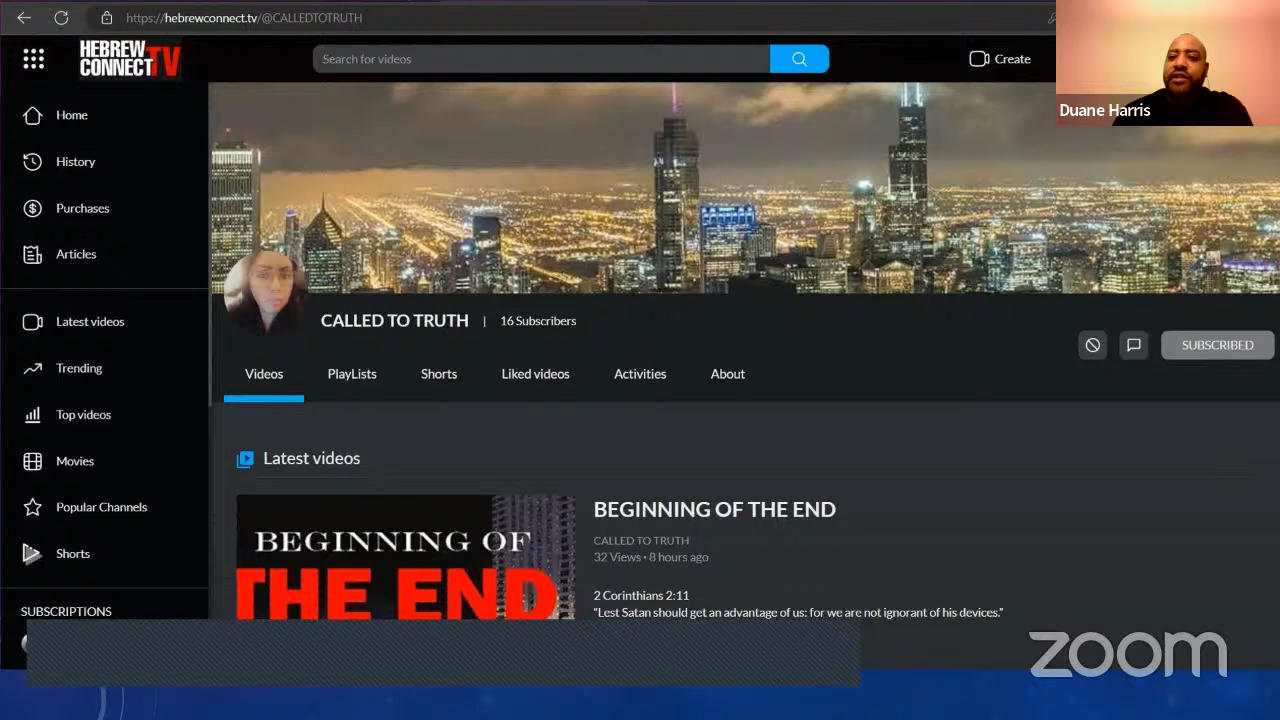 https://hebrewconnect.tv/@CALLEDTOTRUTH
HEBREW
CONNECT TV
Search for videos
Create
Duane Harris
Home
History
Purchases
Articles
Latest videos
Trending
Top videos
Movies
Popular Channels
Shorts
SUBSCRIPTIONS
CALLED TO TRUTH | 16 Subscribers
SUBSCRIBED
Videos PlayLists Shorts Liked videos Activities About
Latest videos
BEGINNING OF
THE END
BEGINNING OF THE END
CALLED TO TRUTH
32 Views • 8 hours ago
2 Corinthians 2:11
“Lest Satan should get an advantage of us: for we are not ignorant of his devices.”
zoom